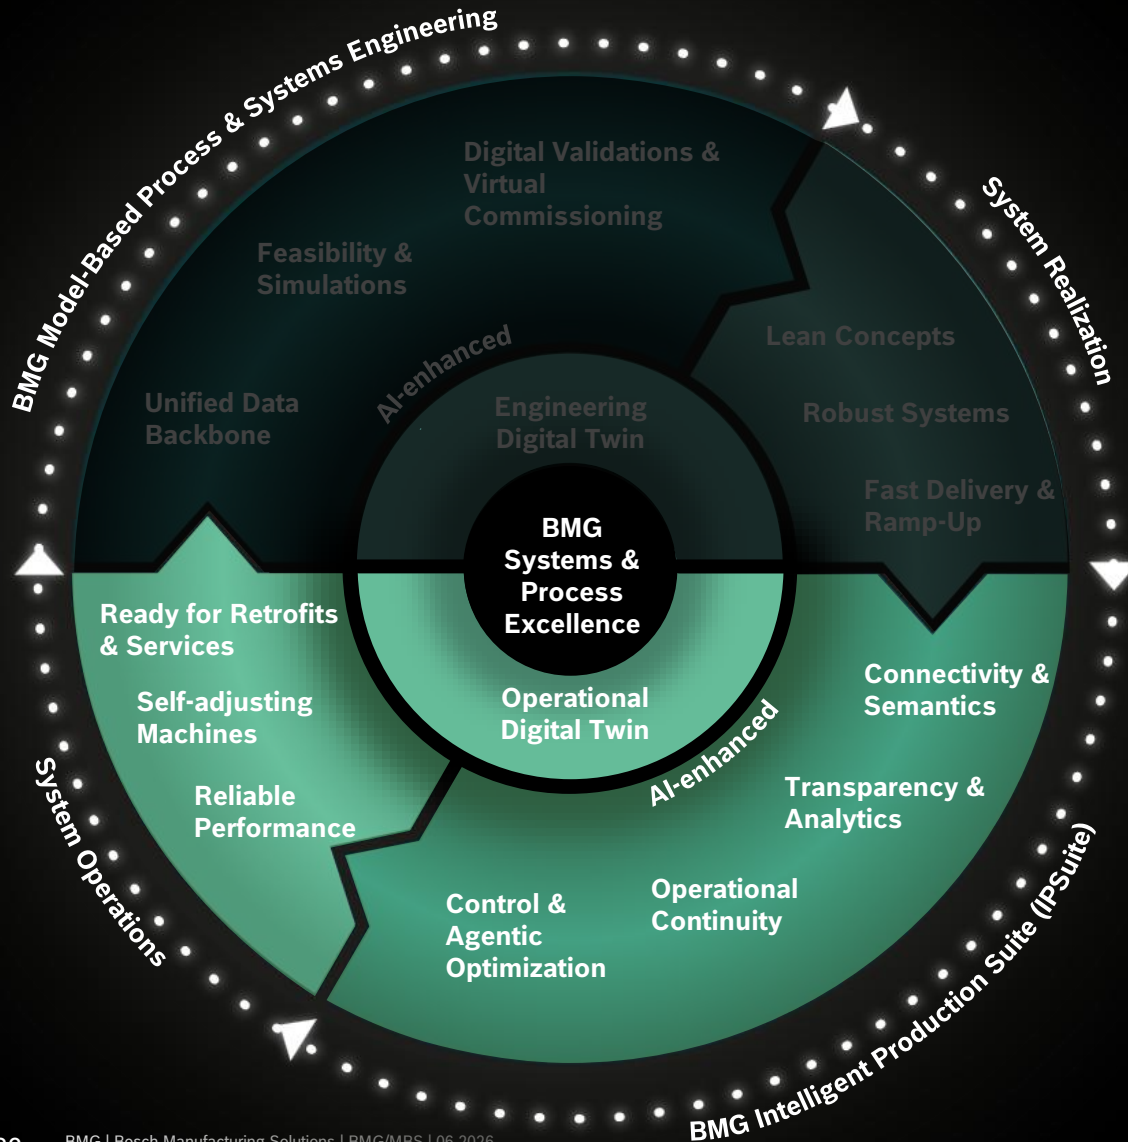 BMG Model-Based Process & Systems Engineering
System Realization
Digital Validations &
Virtual
Commissioning
Feasibility &
Simulations
Lean Concepts
AI-enhanced
Unified Data
Backbone
Engineering
Digital Twin
Robust Systems
Fast Delivery &
Ramp-Up
BMG
Systems &
Process
Excellence
Ready for Retrofits
& Services
Self-adjusting
Machines
Reliable
Performance
Operational
Digital Twin
AI-enhanced
Connectivity &
Semantics
Transparency &
Analytics
Operational
Continuity
Control &
Agentic
Optimization
System Operations
BMG Intelligent Production Suite (IPSuite)
BMG | Bosch Manufacturing Solutions | BMG/MBS | 06.2026